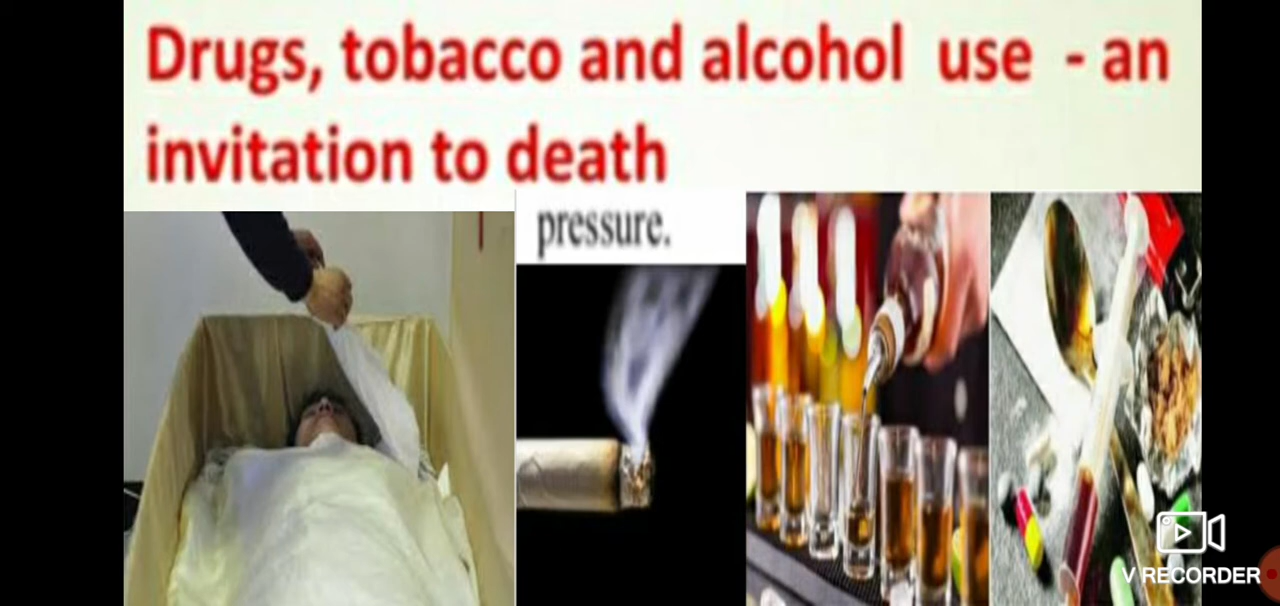 Drugs, tobacco and alcohol use - an
invitation to death
pressure.
V RECORDER